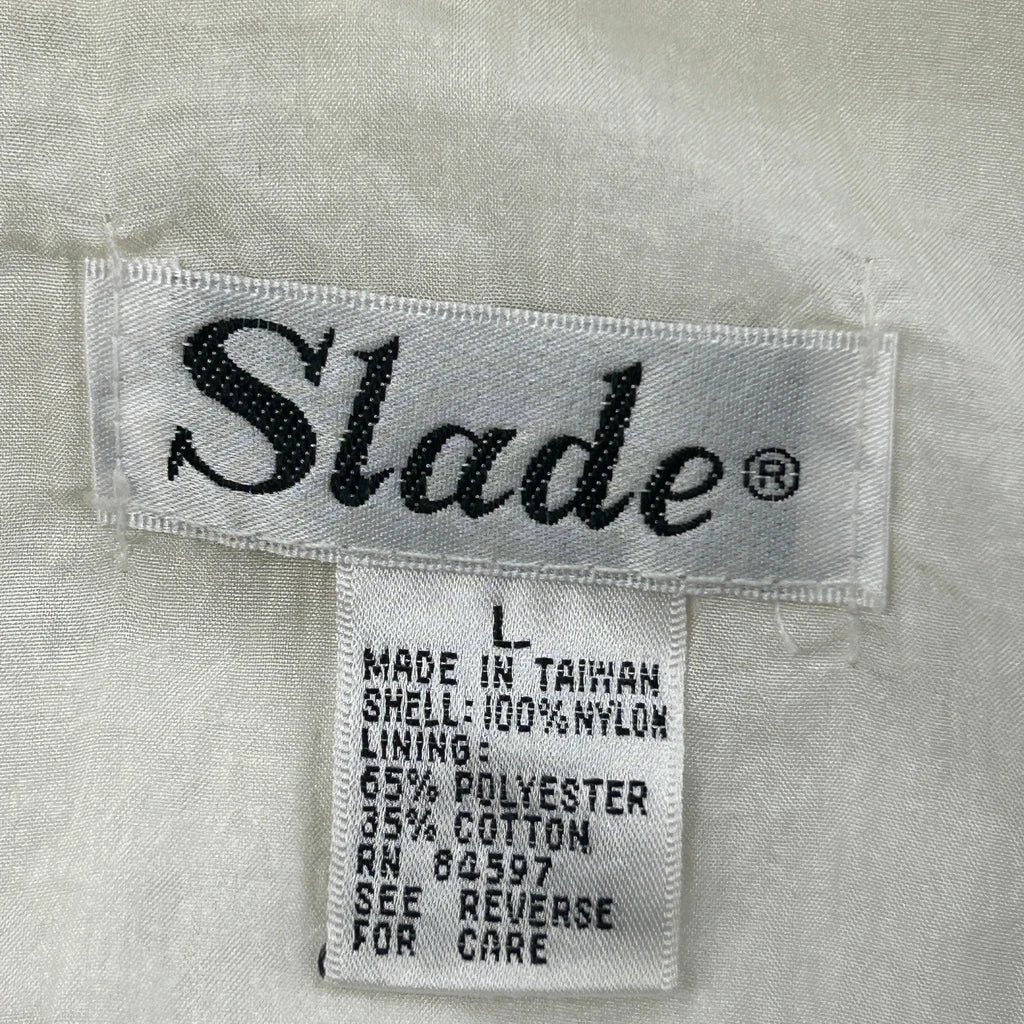 Slade®
L
MADE IN TAIWAN
SHELL: 100% NYLON
LINING:
65% POLYESTER
35% COTTON
RN 84597
SEE REVERSE
FOR CARE